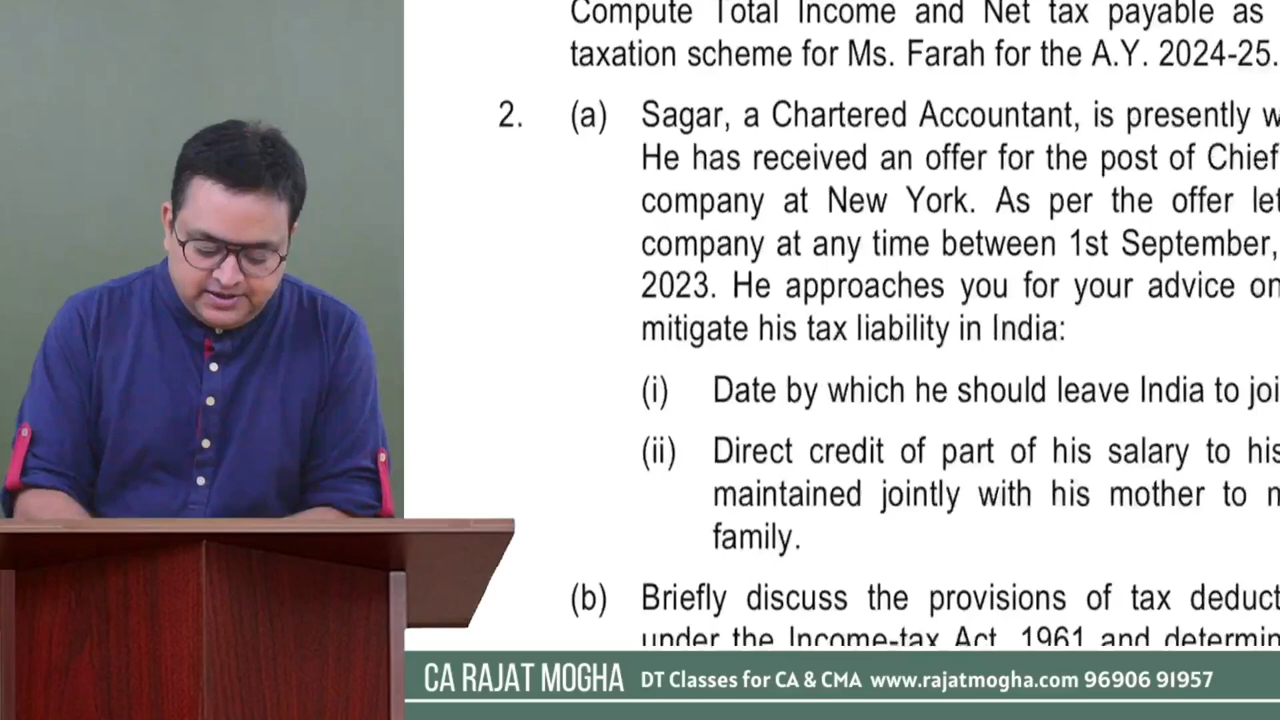 Compute Total Income and Net tax payable as
taxation scheme for Ms. Farah for the A.Y. 2024-25.
2. (a) Sagar, a Chartered Accountant, is presently
He has received an offer for the post of Chief
company at New York. As per the offer
company at any time between 1st September,
2023. He approaches you for your advice on
mitigate his tax liability in India:
(i) Date by which he should leave India to
(ii) Direct credit of part of his salary to his
maintained jointly with his mother to
family.
(b) Briefly discuss the provisions of tax
under the Income-tax Act, 1961 and
CA RAJAT MOGHA DT Classes for CA & CMA www.rajatmogha.com 96906 91957